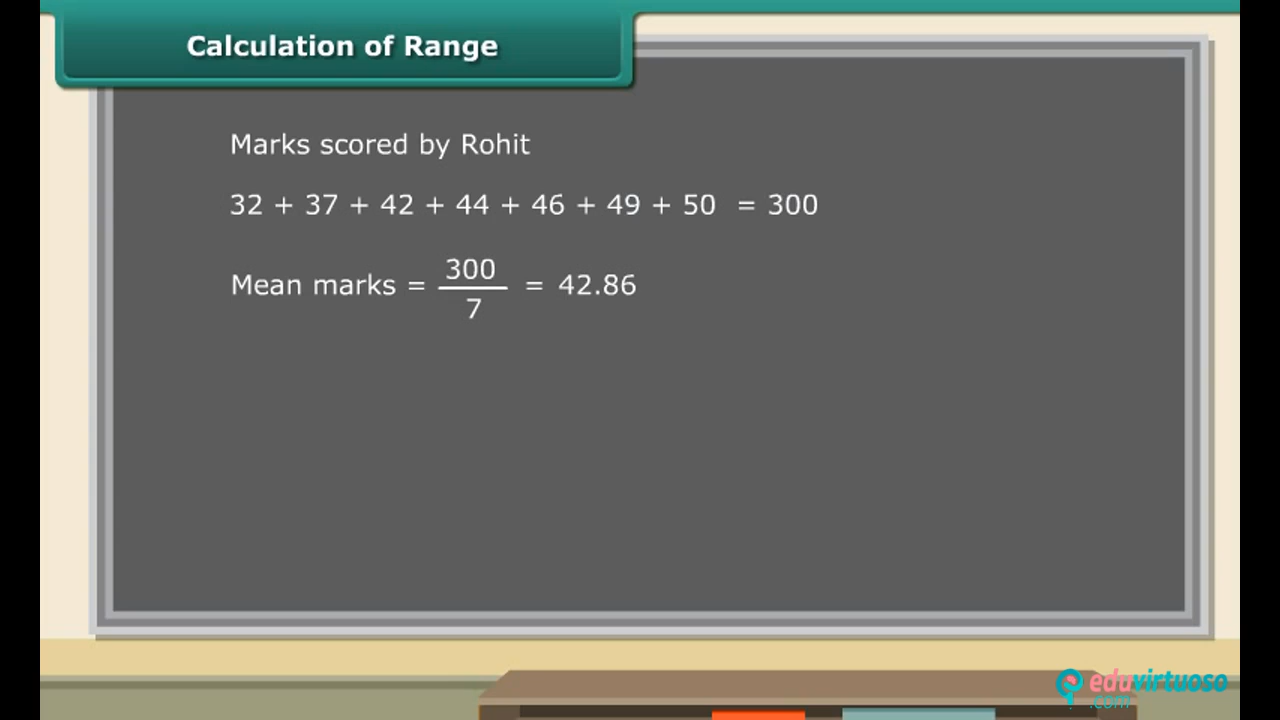 Calculation of Range
Marks scored by Rohit
32 + 37 + 42 + 44 + 46 + 49 + 50 = 300
Mean marks = 300/7 = 42.86
eduvirtuoso
.com